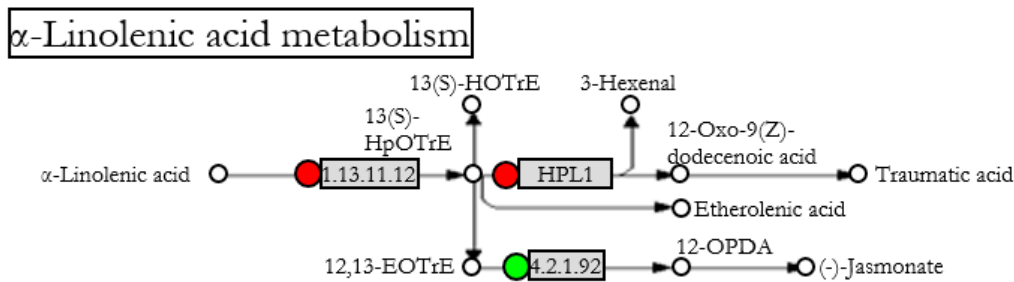 α-Linolenic acid metabolism
13(S)-HOTrE
3-Hexenal
13(S)-
HpOTrE
12-Oxo-9(Z)-
dodecenoic acid
α-Linolenic acid
1.13.11.12
HPL1
Traumatic acid
Etherolenic acid
12-OPDA
12,13-EOTrE
4.2.1.92
(-)-Jasmonate